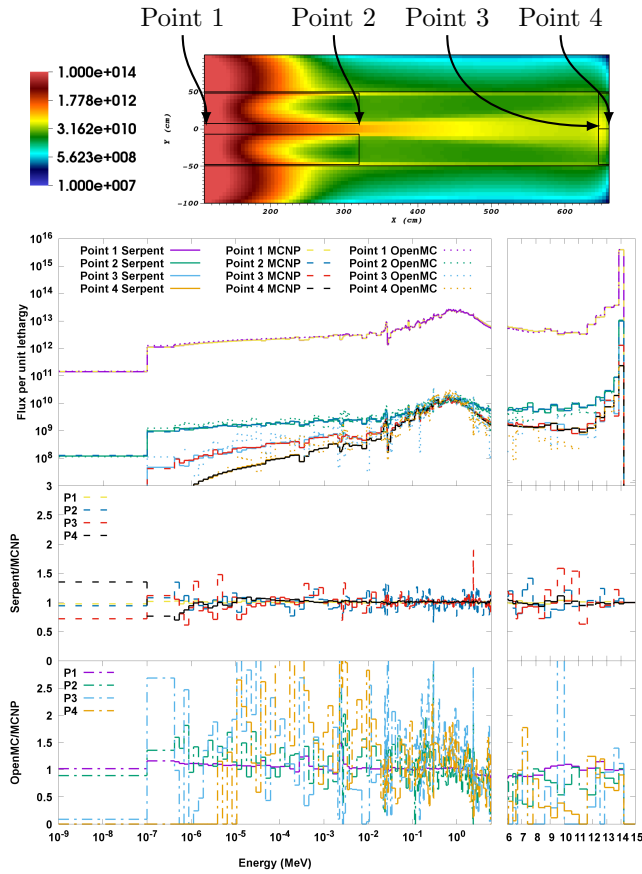 Point 1 Point 2 Point 3 Point 4
1.000e+014
1.778e+012
3.162e+010
5.623e+008
1.000e+007
Y (cm)
50
0
-50
-100
200 300 400 500 600
X (cm)
Flux per unit lethargy
10^16
10^15
10^14
10^13
10^12
10^11
10^10
10^9
10^8
Point 1 Serpent Point 1 MCNP Point 1 OpenMC
Point 2 Serpent Point 2 MCNP Point 2 OpenMC
Point 3 Serpent Point 3 MCNP Point 3 OpenMC
Point 4 Serpent Point 4 MCNP Point 4 OpenMC
Serpent/MCNP
3
2.5
2
1.5
1
0.5
0
P1
P2
P3
P4
OpenMC/MCNP
2.5
2
1.5
1
0.5
0
P1
P2
P3
P4
10^-9 10^-8 10^-7 10^-6 10^-5 10^-4 10^-3 10^-2 10^-1 10^0 6 7 8 9 10 11 12 13 14 15
Energy (MeV)